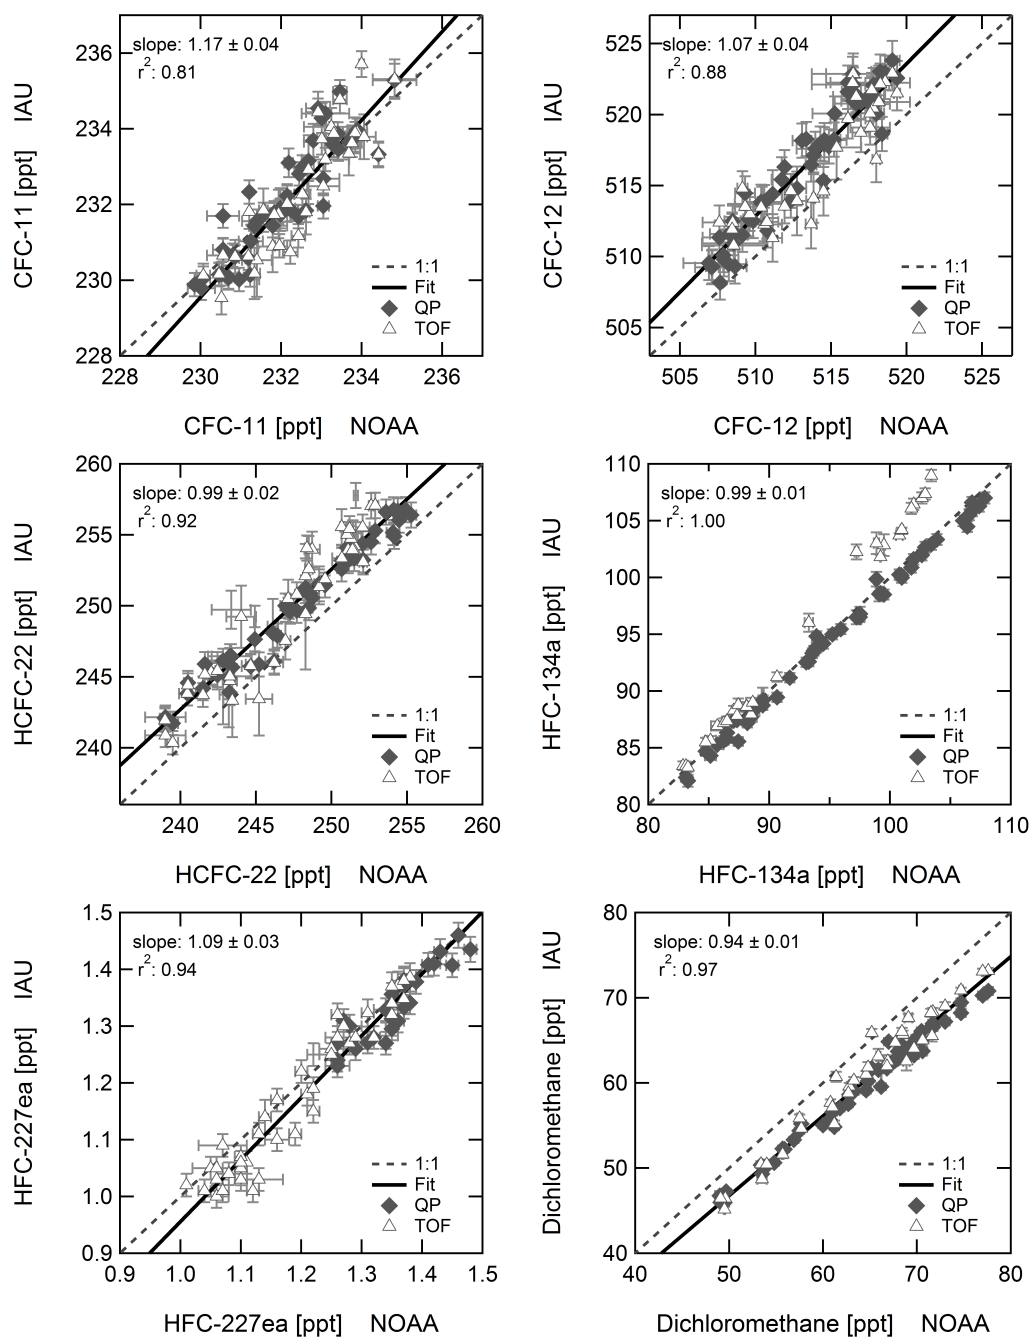 slope: 1.17 ± 0.04
r2: 0.81
236
234
232
230
228
CFC-11 [ppt] IAU
1:1
Fit
QP
TOF
228 230 232 234 236
CFC-11 [ppt] NOAA
slope: 1.07 ± 0.04
r2: 0.88
525
520
515
510
505
CFC-12 [ppt] IAU
1:1
Fit
QP
TOF
505 510 515 520 525
CFC-12 [ppt] NOAA
slope: 0.99 ± 0.02
r2: 0.92
260
255
250
245
240
HCFC-22 [ppt] IAU
1:1
Fit
QP
TOF
240 245 250 255 260
HCFC-22 [ppt] NOAA
slope: 0.99 ± 0.01
r2: 1.00
110
105
100
95
90
85
80
HFC-134a [ppt] IAU
1:1
Fit
QP
TOF
80 90 100 110
HFC-134a [ppt] NOAA
slope: 1.09 ± 0.03
r2: 0.94
1.5
1.4
1.3
1.2
1.1
1.0
0.9
HFC-227ea [ppt] IAU
1:1
Fit
QP
TOF
0.9 1.0 1.1 1.2 1.3 1.4 1.5
HFC-227ea [ppt] NOAA
slope: 0.94 ± 0.01
r2: 0.97
80
70
60
50
40
Dichloromethane [ppt] IAU
1:1
Fit
QP
TOF
40 50 60 70 80
Dichloromethane [ppt] NOAA